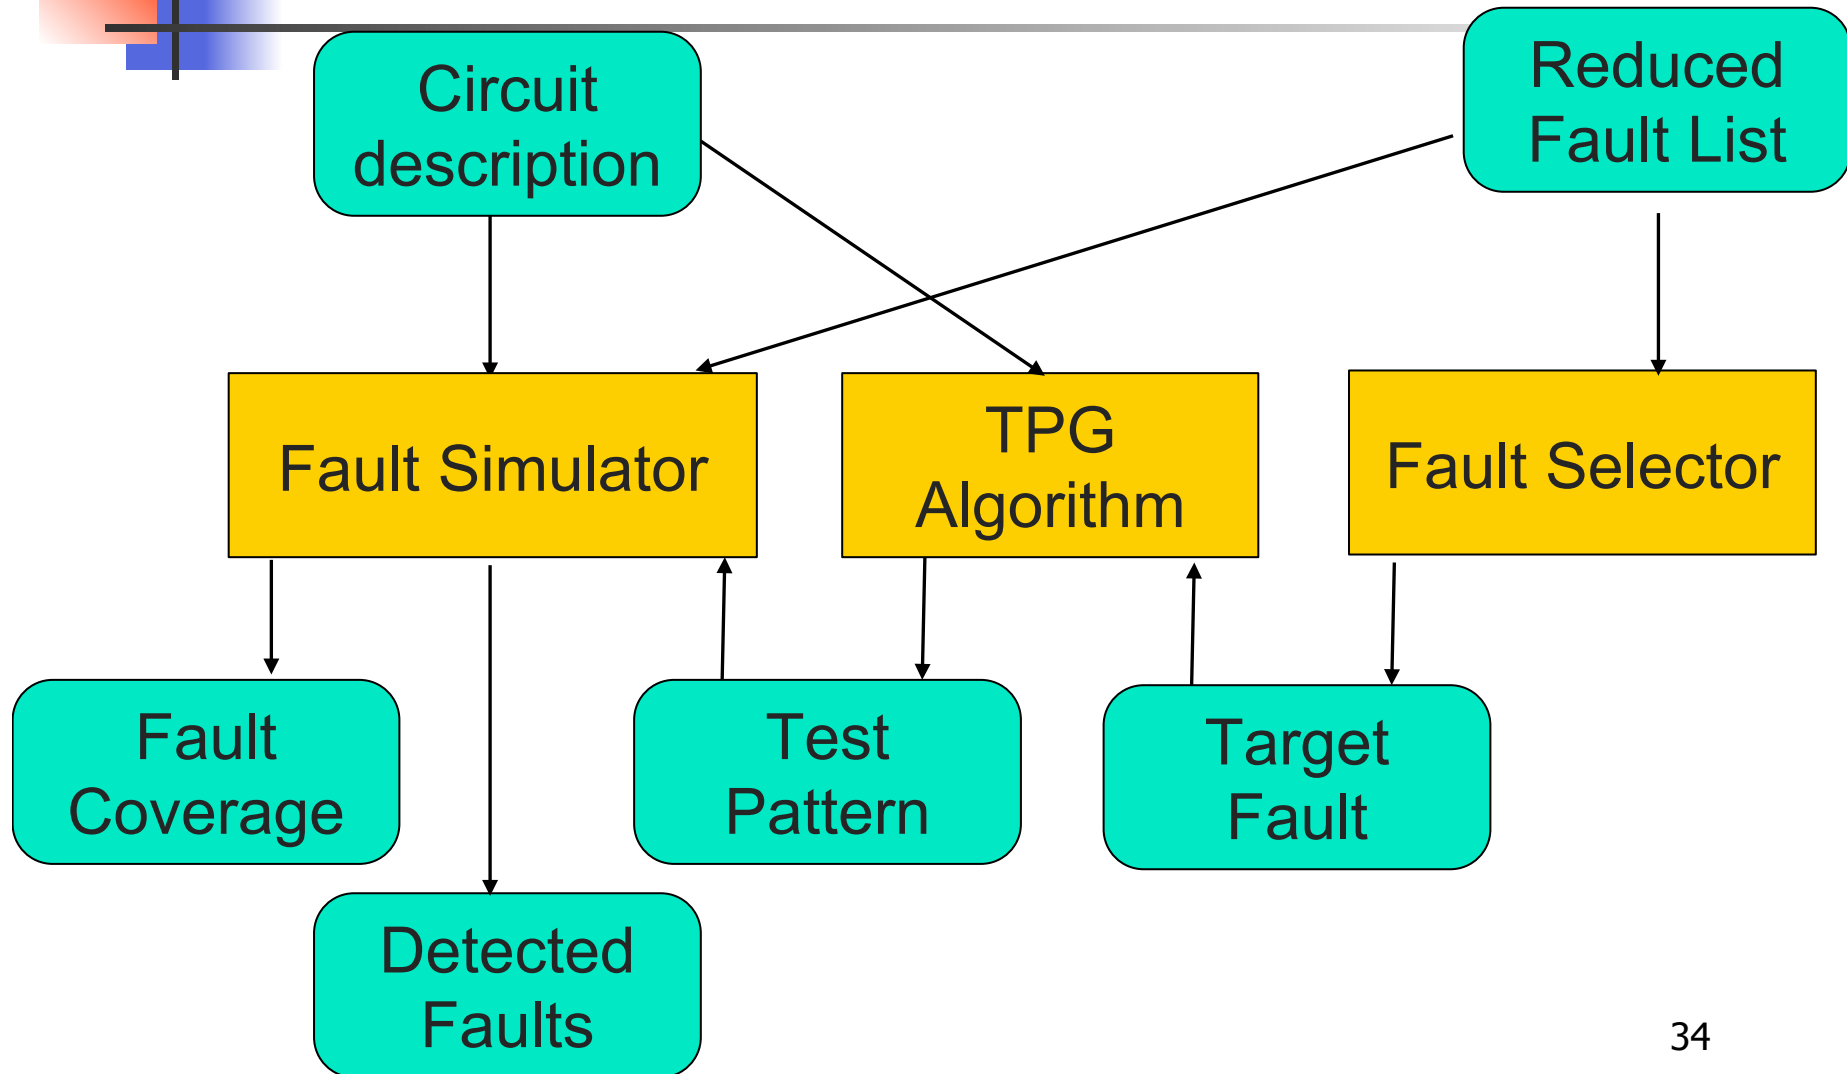 Circuit
description
Reduced
Fault List
Fault Simulator
TPG
Algorithm
Fault Selector
Fault
Coverage
Test
Pattern
Target
Fault
Detected
Faults
34